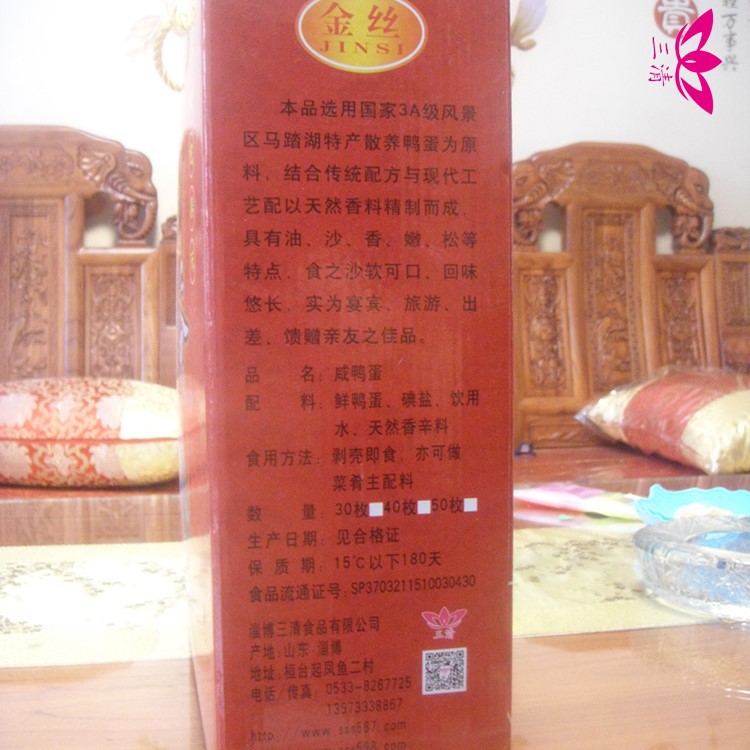 金丝
JINSI
三清
贵
万事兴
本品选用国家3A级风景
区马踏湖特产散养鸭蛋为原
料，结合传统配方与现代工
艺配以天然香料精制而成，
具有油、沙、香、嫩、松等
特点，食之沙软可口、回味
悠长，实为宴宾、旅游、出
差、馈赠亲友之佳品。
品 名：咸鸭蛋
配 料：鲜鸭蛋、碘盐、饮用
水、天然香辛料
食用方法：剥壳即食，亦可做
菜肴主配料
数 量：30枚 40枚 50枚
生产日期：见合格证
保 质 期：15℃以下180天
食品流通证号：SP3703211510030430
淄博三清食品有限公司
产地：山东·淄博
地址：桓台起凤鱼二村
电话/传真：0533-8267725
13573338867
http://www.sss567.com
三清